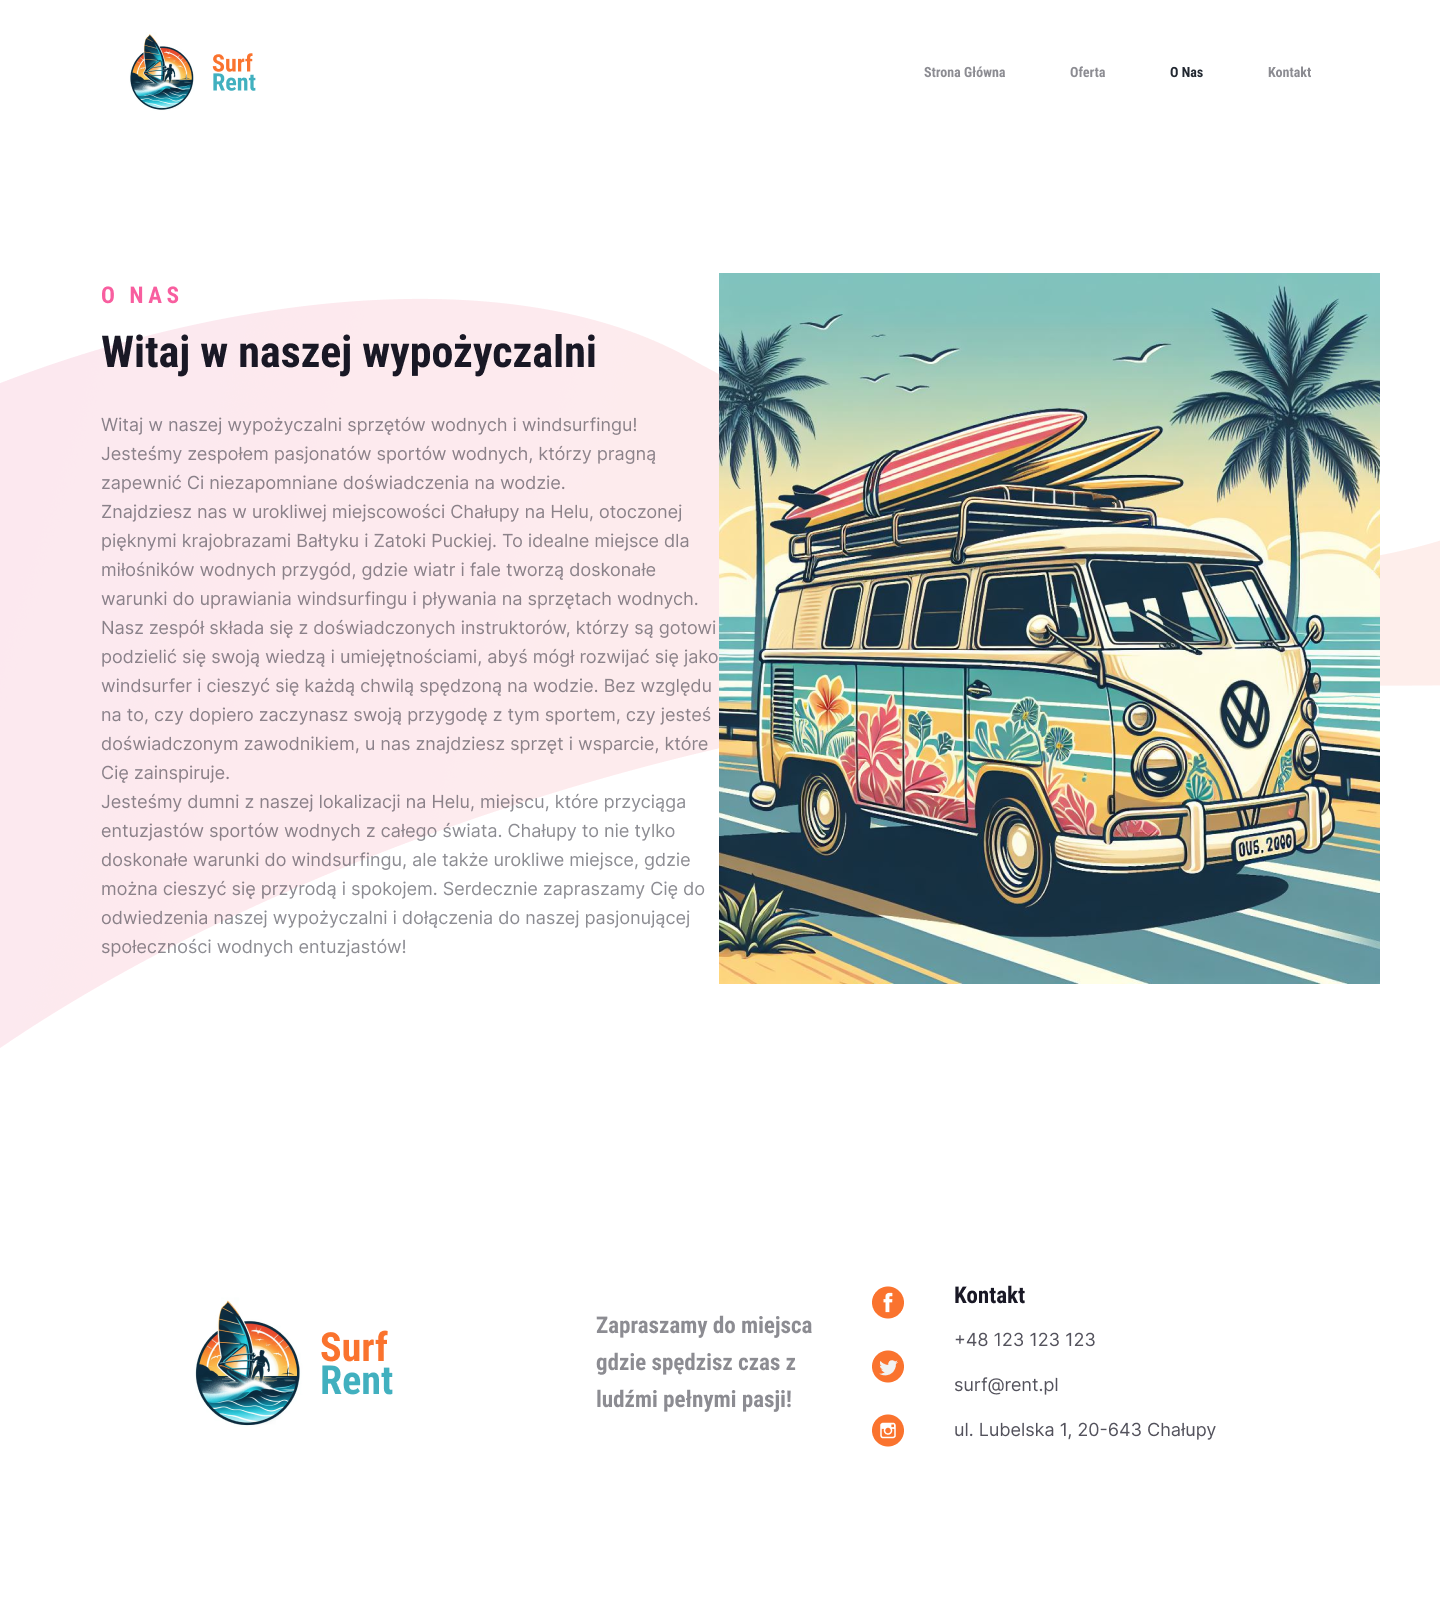 Surf
Rent
Strona Główna
Oferta
O Nas
Kontakt
O NAS
Witaj w naszej wypożyczalni
Witaj w naszej wypożyczalni sprzętów wodnych i windsurfingu!
Jesteśmy zespołem pasjonatów sportów wodnych, którzy pragną
zapewnić Ci niezapomniane doświadczenia na wodzie.
Znajdziesz nas w urokliwej miejscowości Chałupy na Helu, otoczonej
pięknymi krajobrazami Bałtyku i Zatoki Puckiej. To idealne miejsce dla
miłośników wodnych przygód, gdzie wiatr i fale tworzą doskonałe
warunki do uprawiania windsurfingu i pływania na sprzętach wodnych.
Nasz zespół składa się z doświadczonych instruktorów, którzy są gotowi
podzielić się swoją wiedzą i umiejętnościami, abyś mógł rozwijać się jako
windsurfer i cieszyć się każdą chwilą spędzoną na wodzie. Bez względu
na to, czy dopiero zaczynasz swoją przygodę z tym sportem, czy jesteś
doświadczonym zawodnikiem, u nas znajdziesz sprzęt i wsparcie, które
Cię zainspiruje.
Jesteśmy dumni z naszej lokalizacji na Helu, miejscu, które przyciąga
entuzjastów sportów wodnych z całego świata. Chałupy to nie tylko
doskonałe warunki do windsurfingu, ale także urokliwe miejsce, gdzie
można cieszyć się przyrodą i spokojem. Serdecznie zapraszamy Cię do
odwiedzenia naszej wypożyczalni i dołączenia do naszej pasjonującej
społeczności wodnych entuzjastów!
Surf
Rent
Zapraszamy do miejsca
gdzie spędzisz czas z
ludźmi pełnymi pasji!
Kontakt
+48 123 123 123
surf@rent.pl
ul. Lubelska 1, 20-643 Chałupy